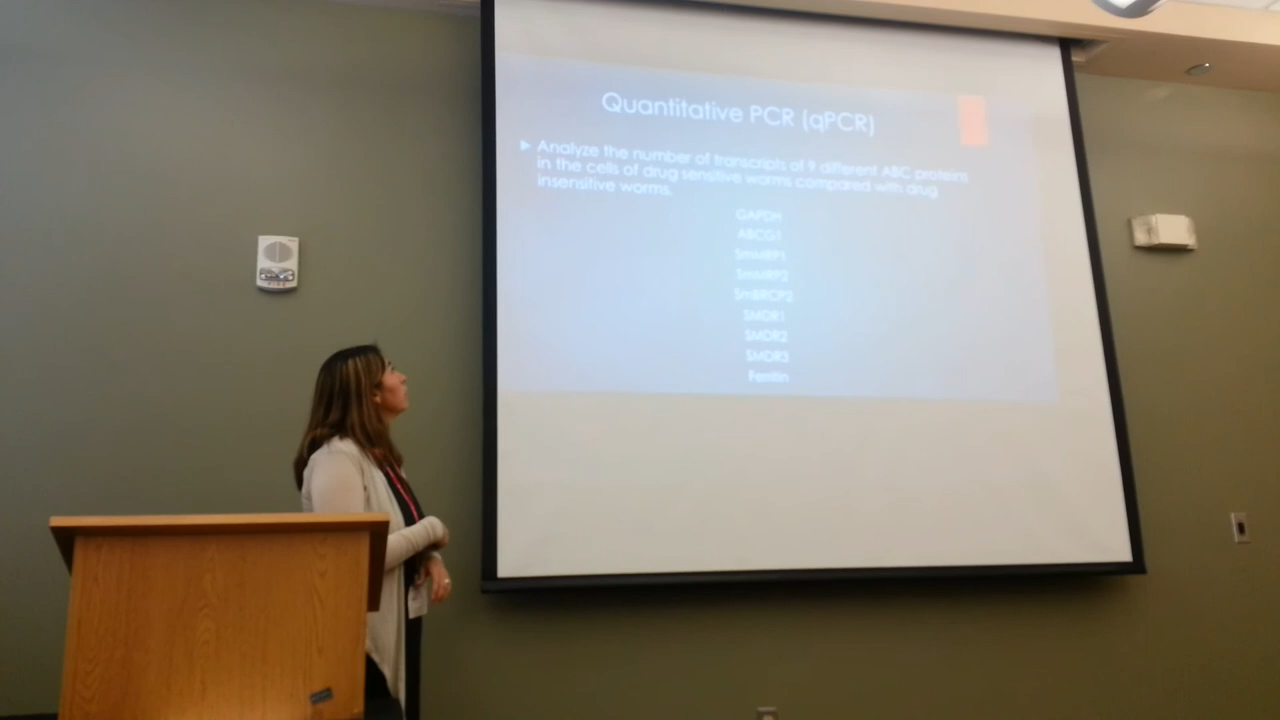 Quantitative PCR (qPCR)
Analyze the number of transcripts of 9 different ABC proteins
in the cells of drug sensitive worms compared with drug
insensitive worms.
GAPDH
ABCG1
SmMRP1
SmMRP2
SmBRCP2
SMDR1
SMDR2
SMDR3
Ferritin
FIRE